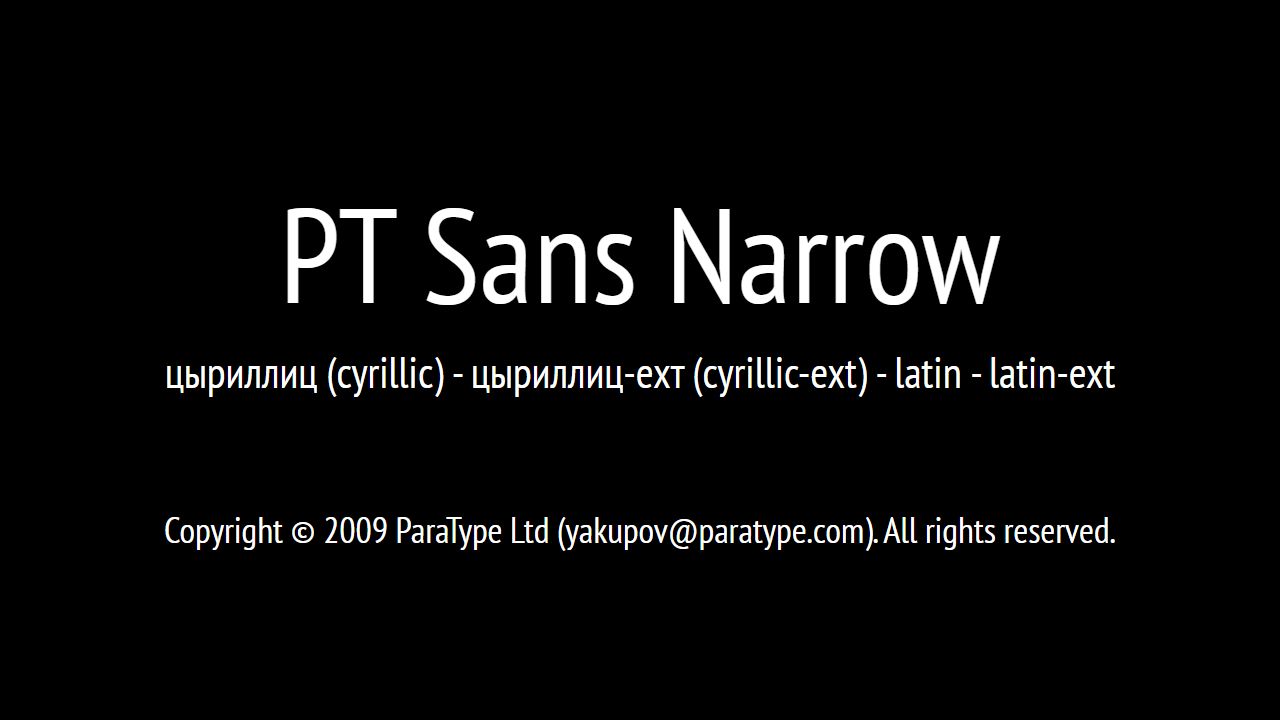 PT Sans Narrow
цыриллиц (cyrillic) - цыриллиц-ехт (cyrillic-ext) - latin - latin-ext
Copyright © 2009 ParaType Ltd (yakupov@paratype.com). All rights reserved.